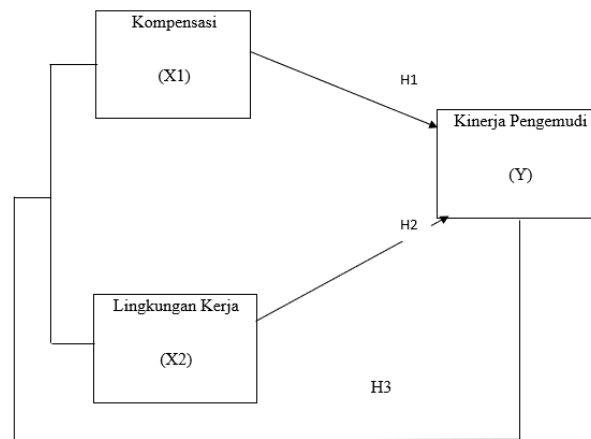 Kompensasi
(X1)
H1
Kinerja Pengemudi
(Y)
H2
Lingkungan Kerja
(X2)
H3